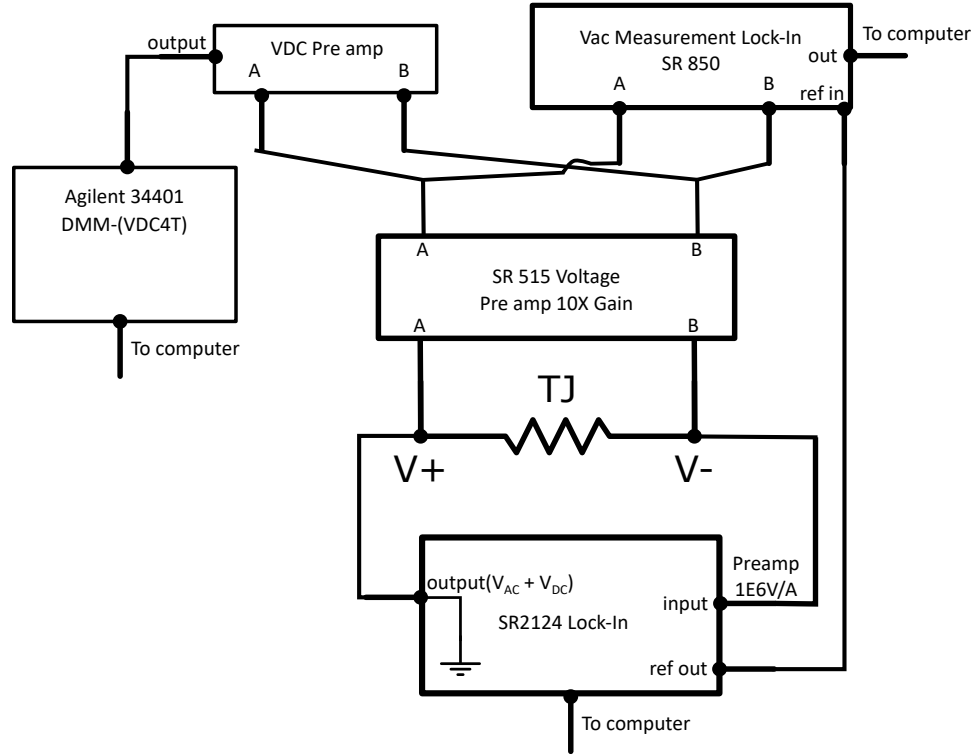 output
VDC Pre amp
A
B
Vac Measurement Lock-In
SR 850
out
To computer
A
B
ref in
Agilent 34401
DMM-(VDC4T)
To computer
A
B
SR 515 Voltage
Pre amp 10X Gain
A
B
TJ
V+
V-
output(VAC + VDC)
SR2124 Lock-In
Preamp
1E6V/A
input
ref out
To computer